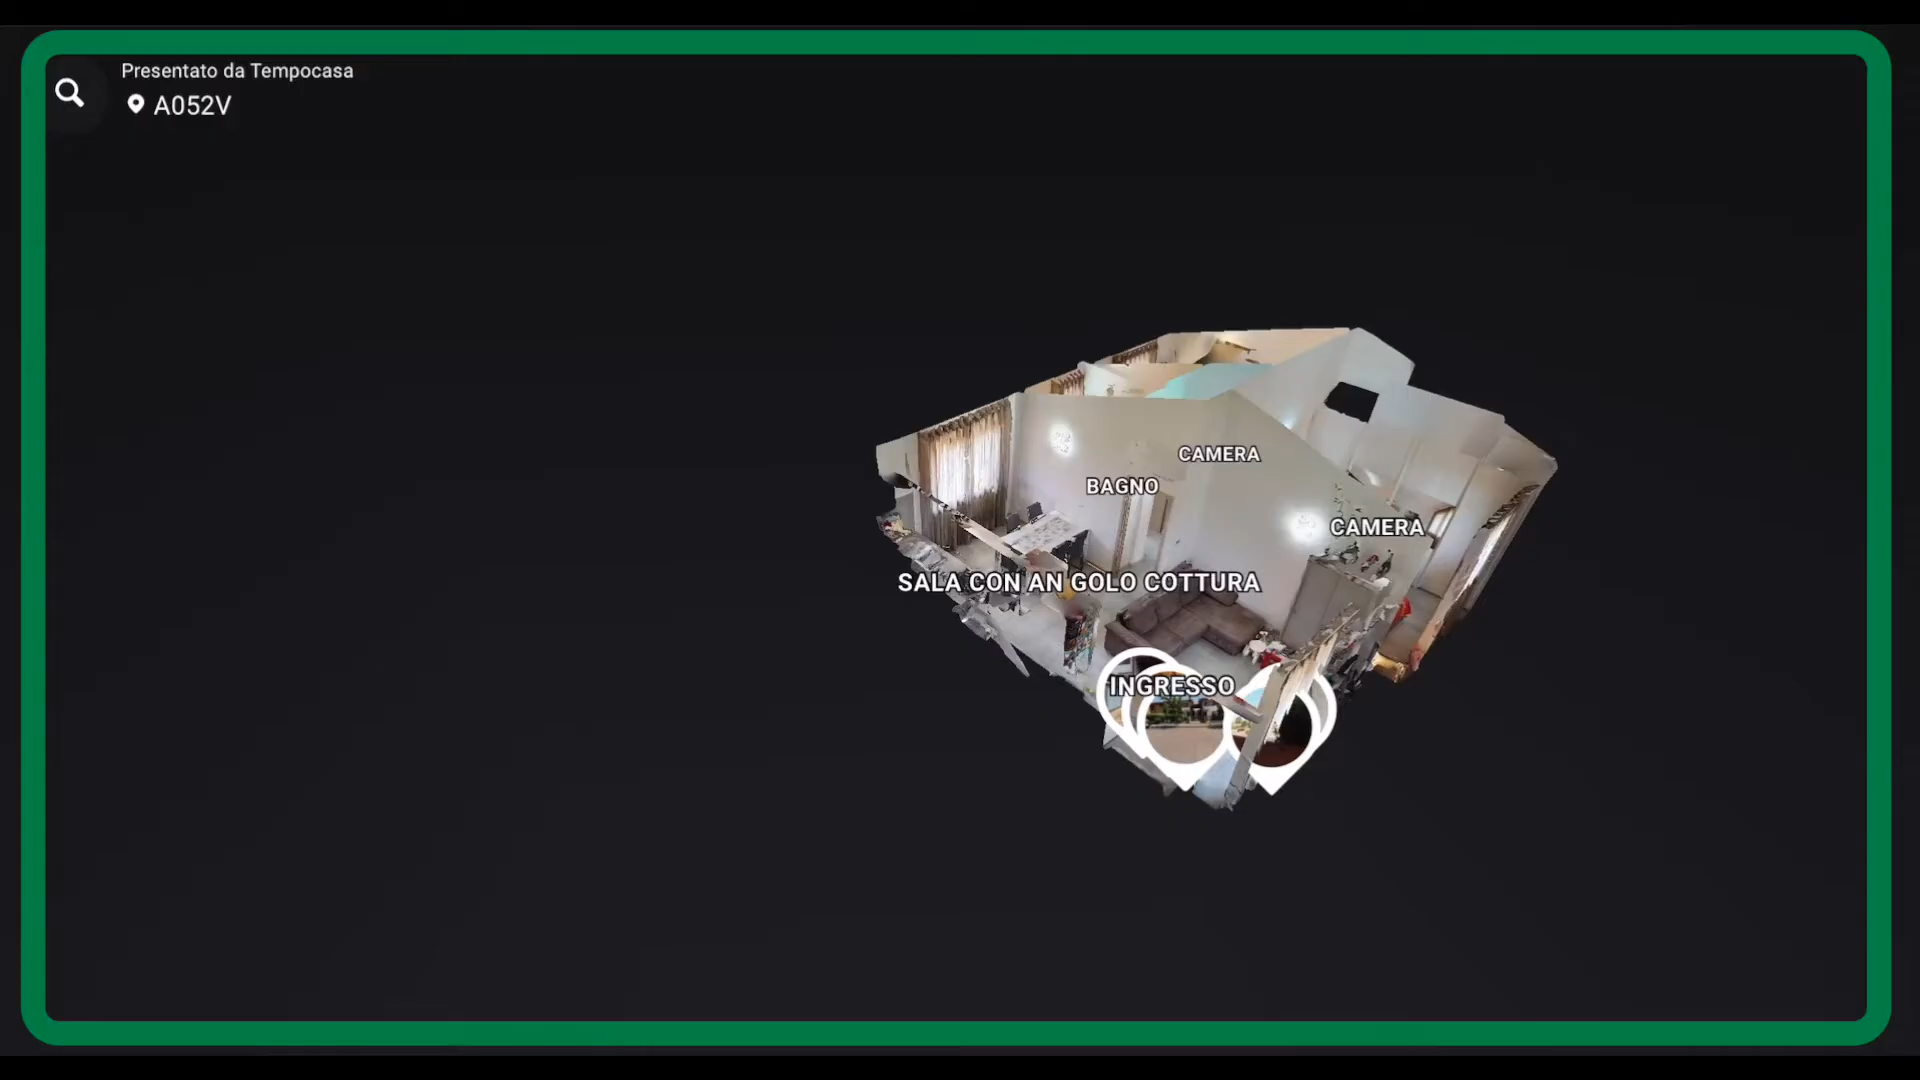 Presentato da Tempocasa
A052V
CAMERA
BAGNO
CAMERA
SALA CON AN GOLO COTTURA
INGRESSO